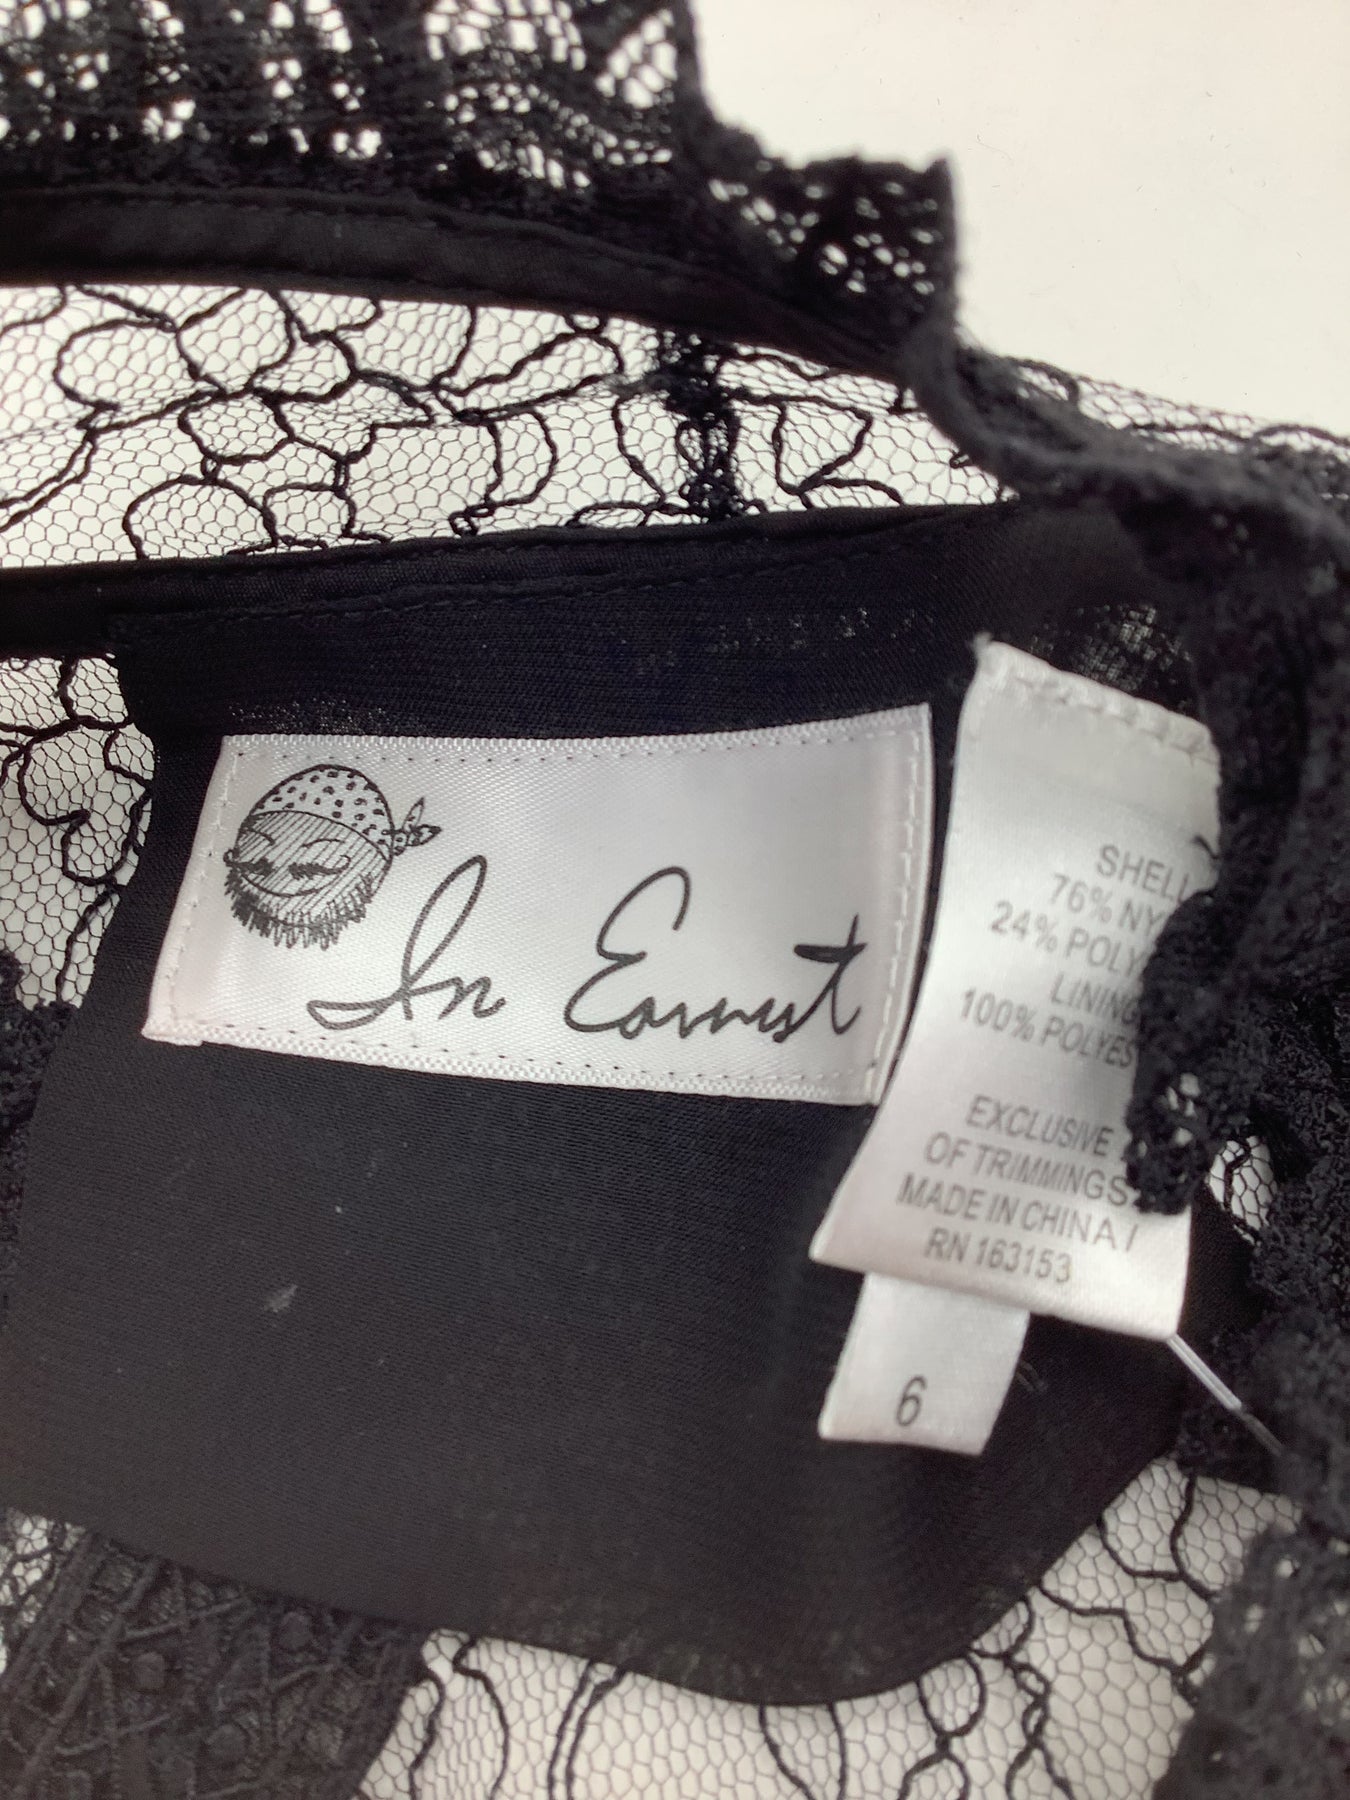 In Earnest
SHELL
76% NY
24% POLY
LINING
100% POLYES
EXCLUSIVE
OF TRIMMINGS
MADE IN CHINA /
RN 163153
6